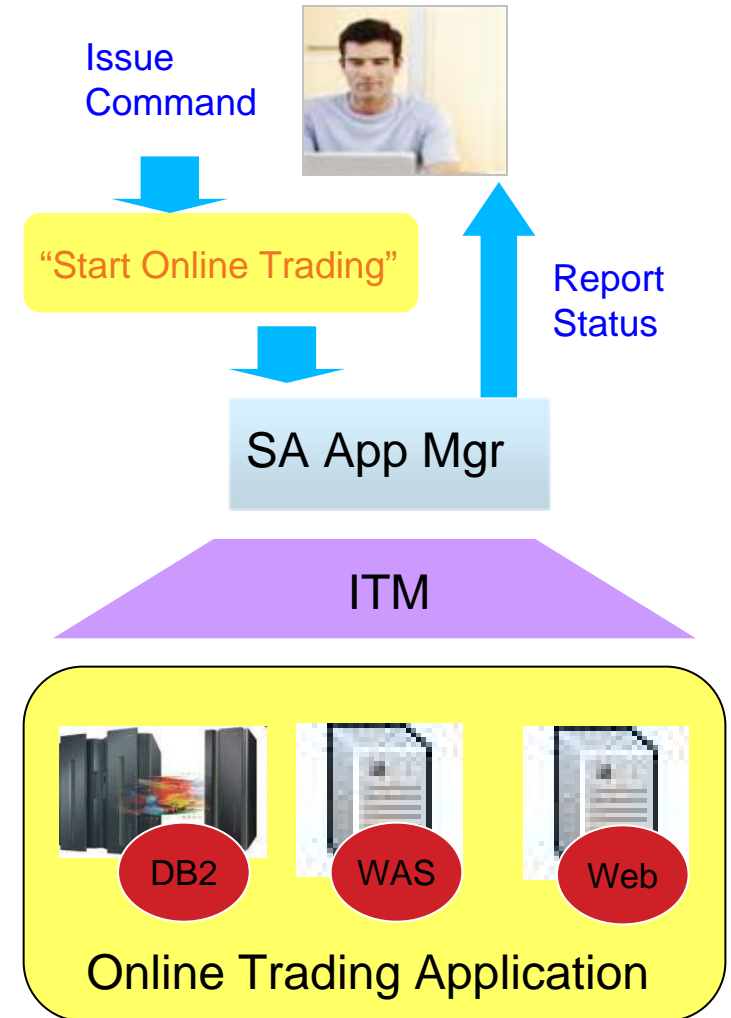 Issue
Command
“Start Online Trading”
Report
Status
SA App Mgr
ITM
DB2
WAS
Web
Online Trading Application